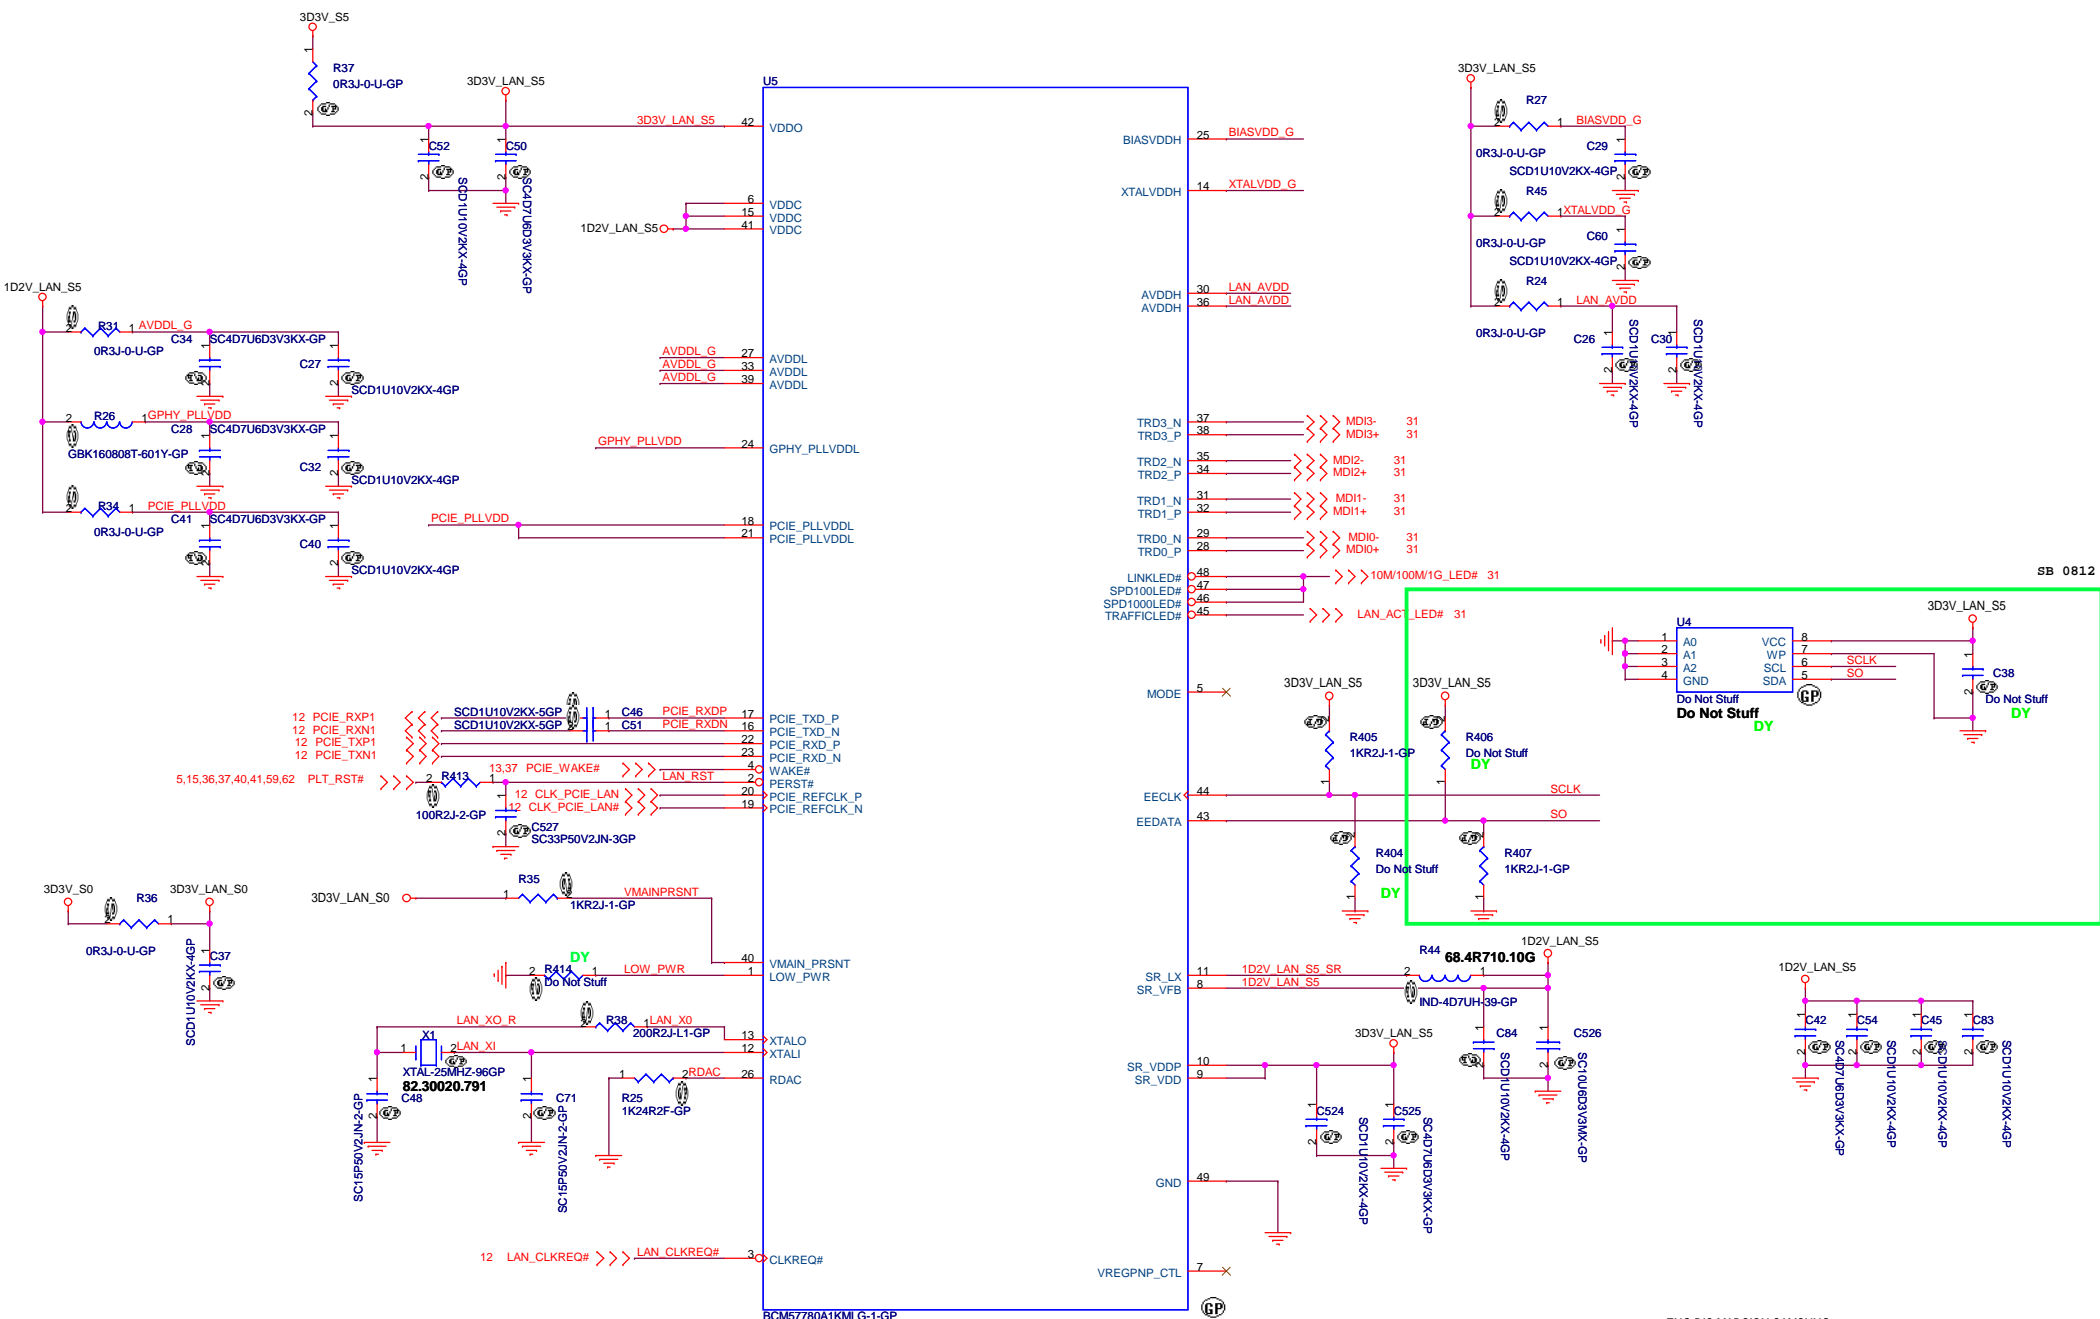 3D3V_S5
R37
0R3J-0-U-GP
3D3V_LAN_S5
C52
SCD1U10V2KX-4GP
C50
SC4D7U6D3V3KX-GP
3D3V_LAN_S5
1D2V_LAN_S5
1D2V_LAN_S5
R31
0R3J-0-U-GP
AVDDL_G
C34
SC4D7U6D3V3KX-GP
C27
SCD1U10V2KX-4GP
R26
GBK160808T-601Y-GP
GPHY_PLLVDD
C28
SC4D7U6D3V3KX-GP
C32
SCD1U10V2KX-4GP
R34
0R3J-0-U-GP
PCIE_PLLVDD
C41
SC4D7U6D3V3KX-GP
C40
SCD1U10V2KX-4GP
AVDDL_G
AVDDL_G
AVDDL_G
GPHY_PLLVDD
PCIE_PLLVDD
12 PCIE_RXP1
12 PCIE_RXN1
12 PCIE_TXP1
12 PCIE_TXN1
SCD1U10V2KX-5GP
SCD1U10V2KX-5GP
C46
C51
PCIE_RXDP
PCIE_RXDN
13,37 PCIE_WAKE#
5,15,36,37,40,41,59,62 PLT_RST#
R413
100R2J-2-GP
LAN_RST
12 CLK_PCIE_LAN
12 CLK_PCIE_LAN#
C527
SC33P50V2JN-3GP
3D3V_S0
R36
0R3J-0-U-GP
3D3V_LAN_S0
C37
SCD1U10V2KX-4GP
3D3V_LAN_S0
R35
1KR2J-1-GP
VMAINPRSNT
DY
R414
Do Not Stuff
LOW_PWR
LAN_XO_R
R38
200R2J-L1-GP
LAN_X0
X1
LAN_XI
XTAL-25MHZ-96GP
82.30020.791
C48
SC15P50V2JN-2-GP
C71
SC15P50V2JN-2-GP
R25
1K24R2F-GP
RDAC
12 LAN_CLKREQ#
LAN_CLKREQ#
U5
42 VDDO
6 VDDC
15 VDDC
41 VDDC
27 AVDDL
33 AVDDL
39 AVDDL
24 GPHY_PLLVDDL
18 PCIE_PLLVDDL
21 PCIE_PLLVDDL
17 PCIE_TXD_P
16 PCIE_TXD_N
22 PCIE_RXD_P
23 PCIE_RXD_N
4 WAKE#
2 PERST#
20 PCIE_REFCLK_P
19 PCIE_REFCLK_N
40 VMAIN_PRSNT
1 LOW_PWR
13 XTALO
12 XTALI
26 RDAC
3 CLKREQ#
BCM57780A1KMLG-1-GP
BIASVDDH 25 BIASVDD_G
XTALVDDH 14 XTALVDD_G
AVDDH 30 LAN_AVDD
AVDDH 36 LAN_AVDD
TRD3_N 37 MDI3- 31
TRD3_P 38 MDI3+ 31
TRD2_N 35 MDI2- 31
TRD2_P 34 MDI2+ 31
TRD1_N 31 MDI1- 31
TRD1_P 32 MDI1+ 31
TRD0_N 29 MDI0- 31
TRD0_P 28 MDI0+ 31
LINKLED# 48 10M/100M/1G_LED# 31
SPD100LED# 47
SPD1000LED# 46
TRAFFICLED# 45 LAN_ACT_LED# 31
MODE 5
EECLK 44 SCLK
EEDATA 43 SO
SR_LX 11 1D2V_LAN_S5_SR
SR_VFB 8 1D2V_LAN_S5
SR_VDDP 10
SR_VDD 9
GND 49
VREGPNP_CTL 7
GP
3D3V_LAN_S5
R27
0R3J-0-U-GP
BIASVDD_G
C29
SCD1U10V2KX-4GP
R45
0R3J-0-U-GP
XTALVDD_G
C60
SCD1U10V2KX-4GP
R24
0R3J-0-U-GP
LAN_AVDD
C26
SCD1U10V2KX-4GP
C30
SCD1U10V2KX-4GP
SB 0812
3D3V_LAN_S5
R405
1KR2J-1-GP
3D3V_LAN_S5
R406
Do Not Stuff
DY
R404
Do Not Stuff
DY
R407
1KR2J-1-GP
U4
1 A0
2 A1
3 A2
4 GND
VCC 8
WP 7
SCL 6 SCLK
SDA 5 SO
Do Not Stuff
Do Not Stuff
DY
GP
3D3V_LAN_S5
C38
Do Not Stuff
DY
R44
68.4R710.10G
IND-4D7UH-39-GP
1D2V_LAN_S5
C84
SCD1U10V2KX-4GP
C526
SC10U6D3V3MX-GP
3D3V_LAN_S5
C524
SCD1U10V2KX-4GP
C525
SC4D7U6D3V3KX-GP
1D2V_LAN_S5
C42
SC4D7U6D3V3KX-GP
C54
SCD1U10V2KX-4GP
C45
SCD1U10V2KX-4GP
C83
SCD1U10V2KX-4GP